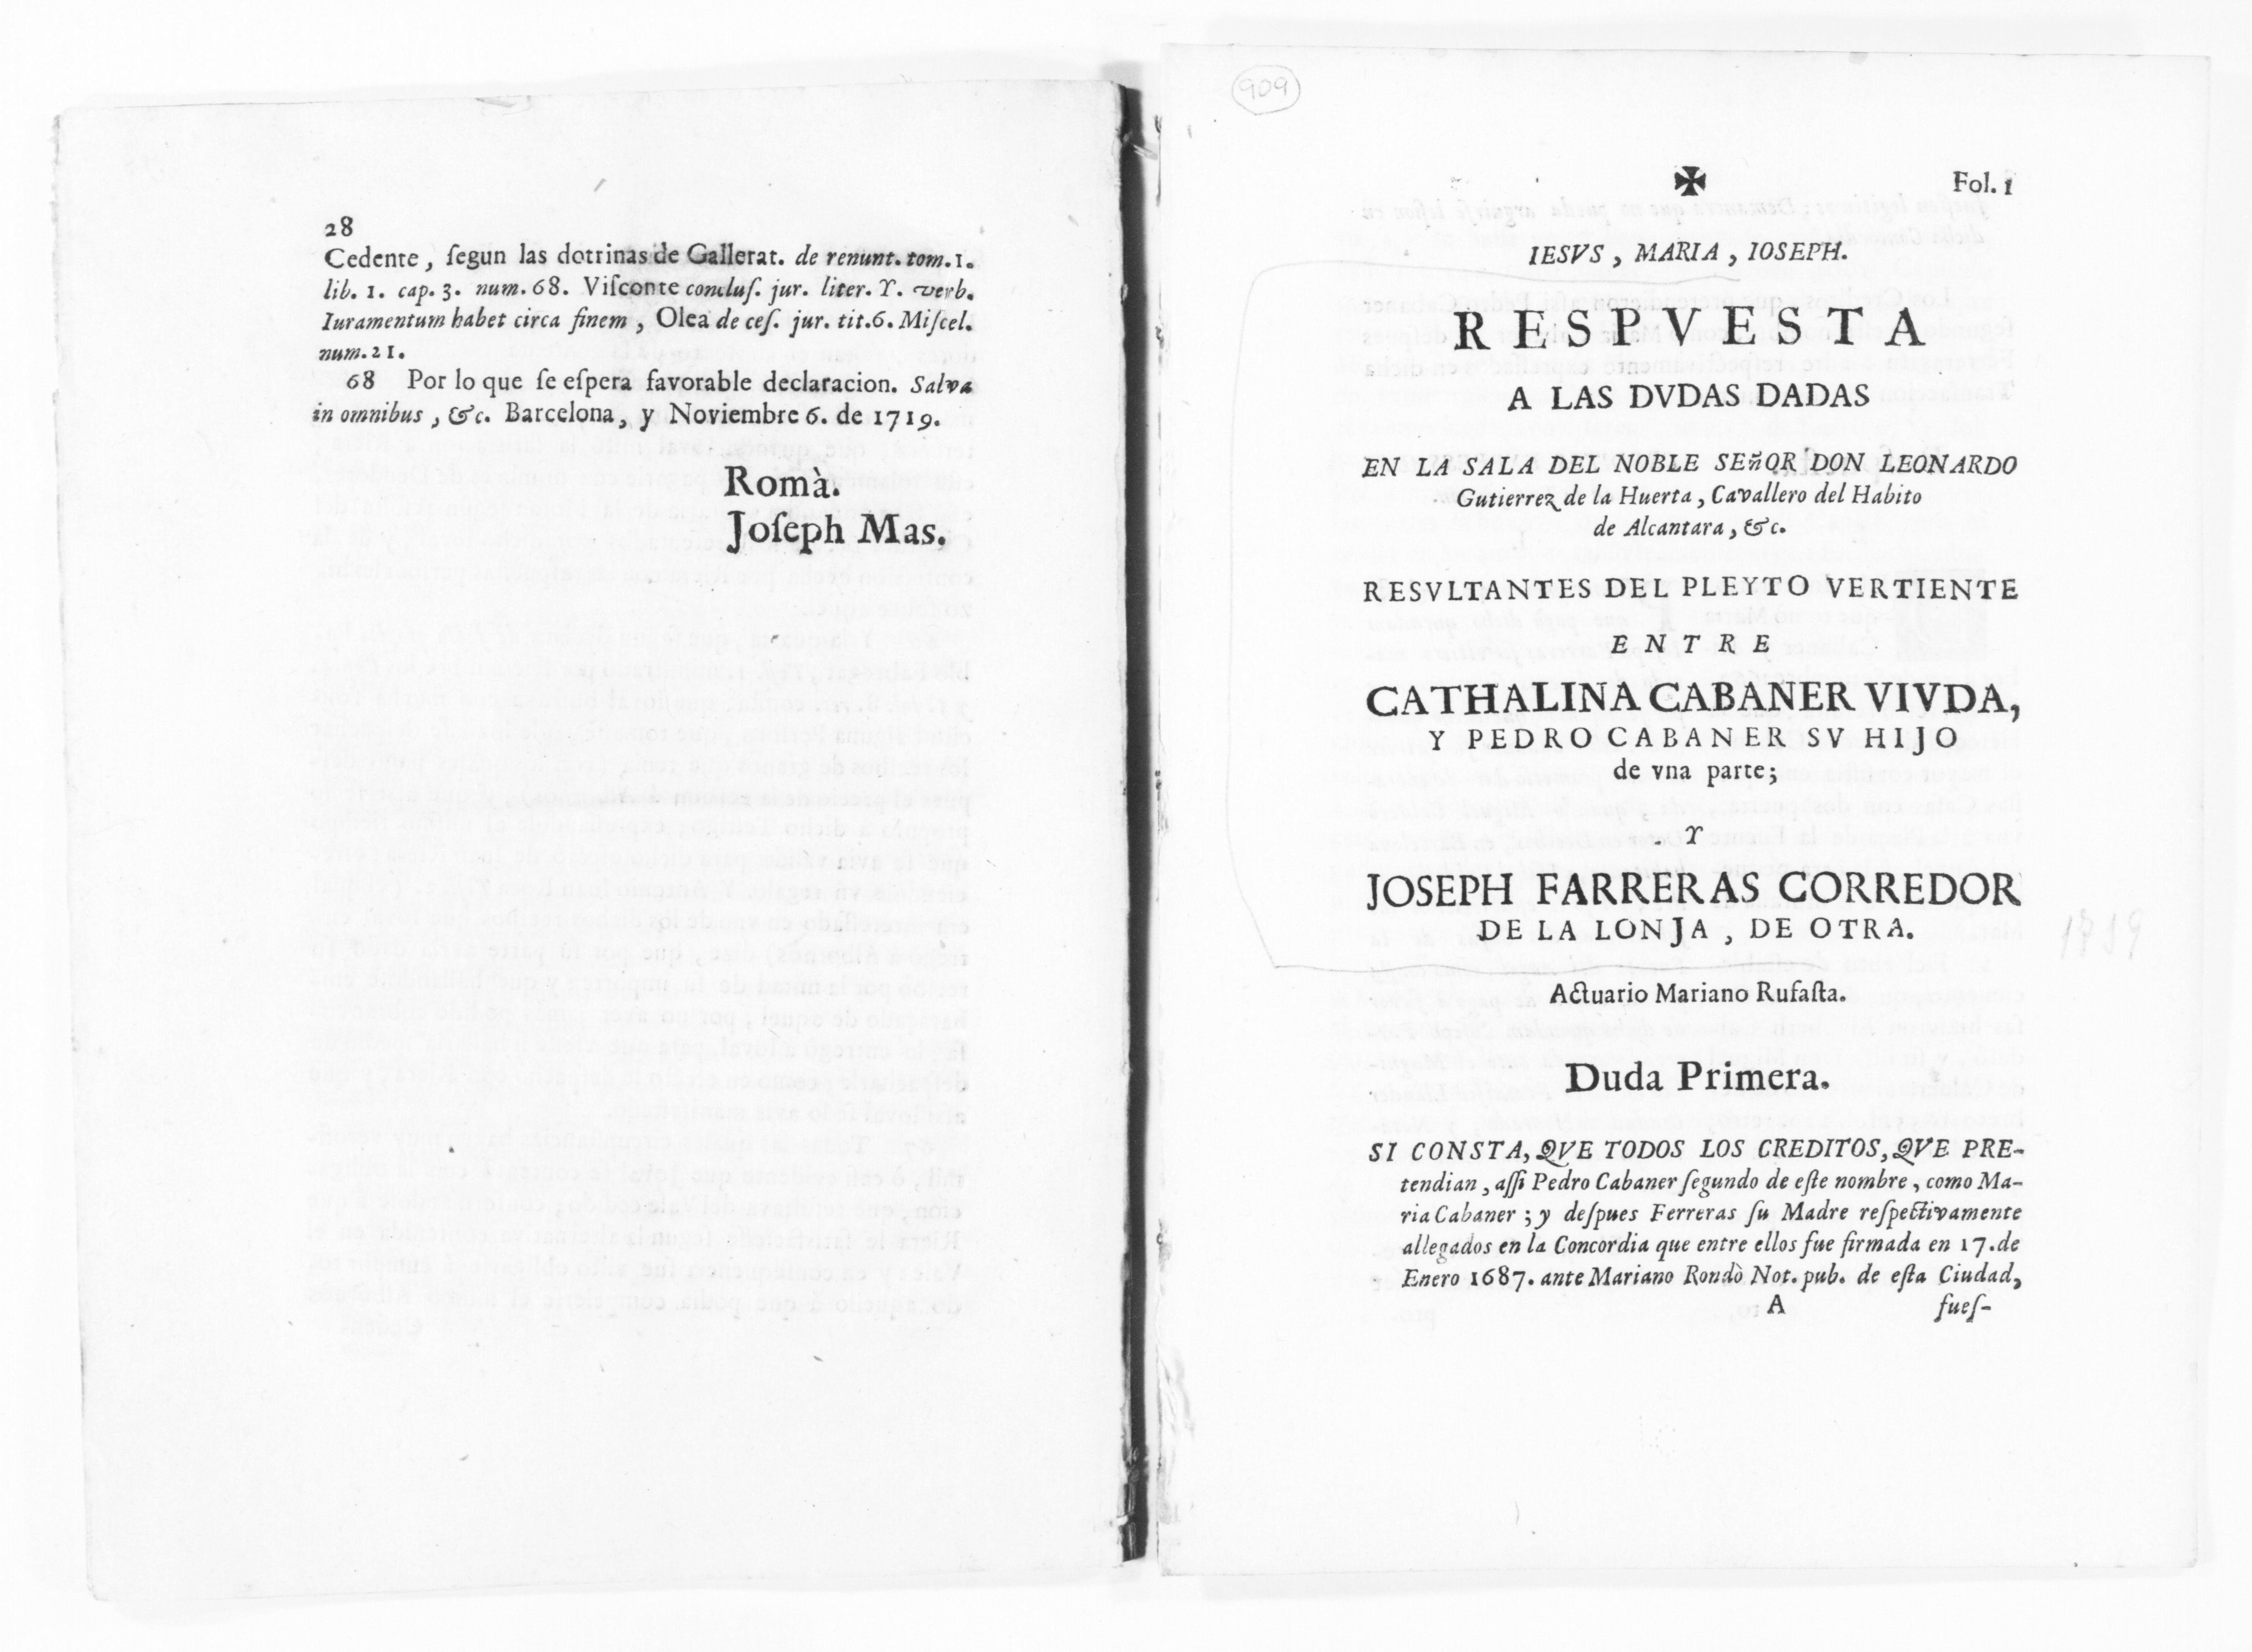 28
Cedente, ſegun las dotrinas de Gallerat. de renunt. tom. 1.
lib. 1. cap. 3. num. 68. Viſconte concluſ. jur. liter. Y. verb.
Iuramentum habet circa finem, Olea de ceſ. jur. tit. 6. Miſcel.
num. 21.
68 Por lo que ſe eſpera favorable declaracion. Salva
in omnibus, &c. Barcelona, y Noviembre 6. de 1719.
Romà.
Joſeph Mas.
909
✠ Fol. 1
IESVS, MARIA, IOSEPH.
RESPVESTA
A LAS DVDAS DADAS
EN LA SALA DEL NOBLE SEñOR DON LEONARDO
Gutierrez de la Huerta, Cavallero del Habito
de Alcantara, &c.
RESVLTANTES DEL PLEYTO VERTIENTE
ENTRE
CATHALINA CABANER VIVDA,
Y PEDRO CABANER SV HIJO
de vna parte;
Y
JOSEPH FARRERAS CORREDOR
DE LA LONJA, DE OTRA.
1719
Actuario Mariano Rufaſta.
Duda Primera.
SI CONSTA, QVE TODOS LOS CREDITOS, QVE PRE-
tendian, aſſi Pedro Cabaner ſegundo de eſte nombre, como Ma-
ria Cabaner; y deſpues Ferreras ſu Madre reſpectivamente
allegados en la Concordia que entre ellos fue firmada en 17. de
Enero 1687. ante Mariano Rondò Not. pub. de eſta Ciudad,
A fueſ-